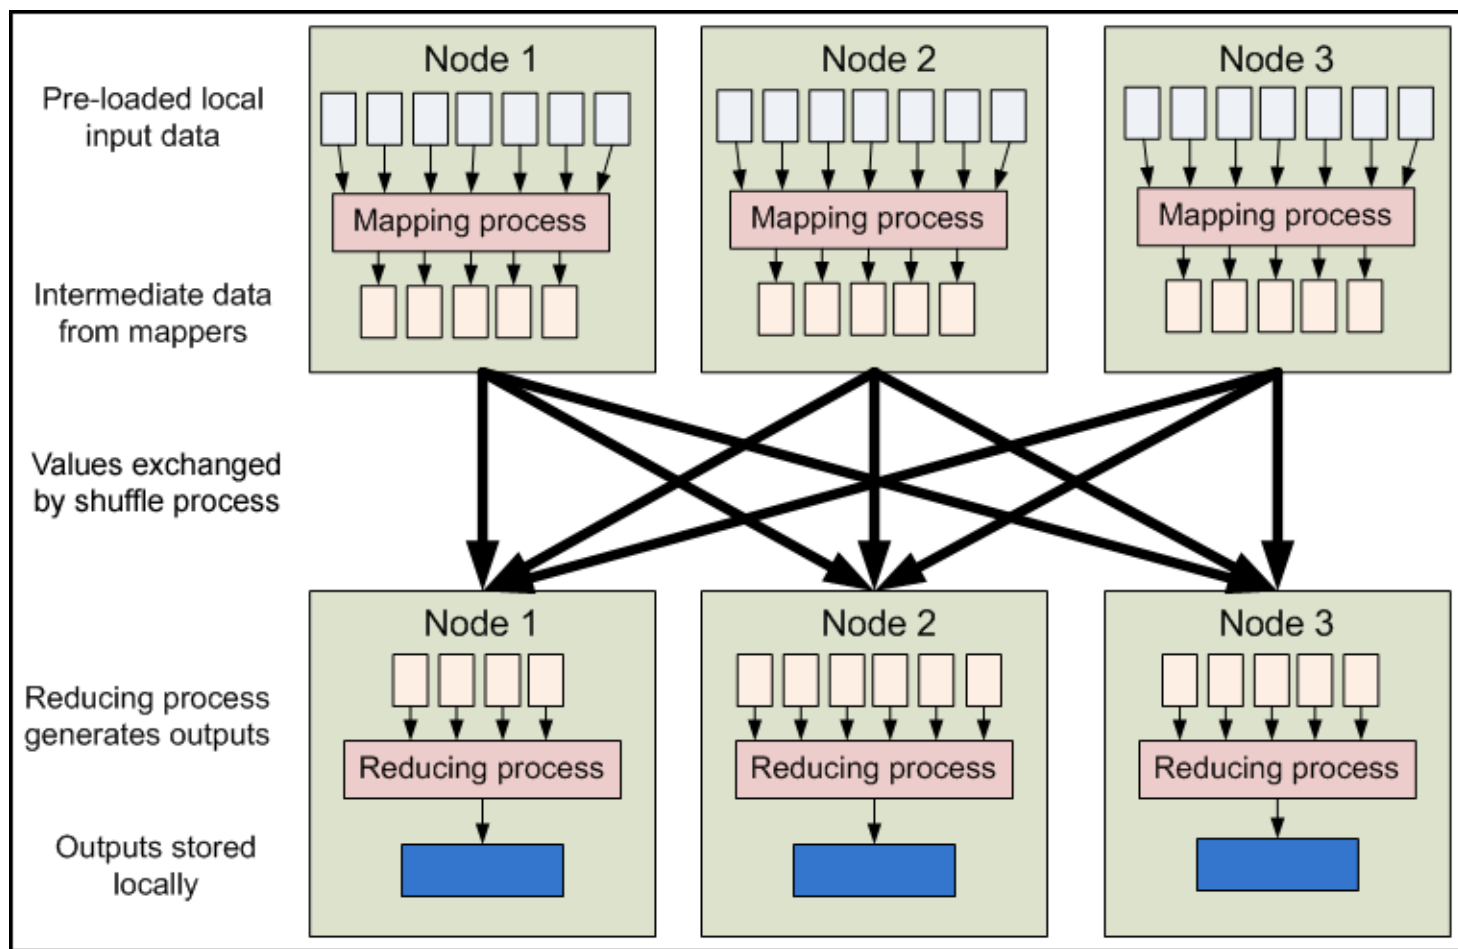 Node 1
Node 2
Node 3
Pre-loaded local
input data
Mapping process
Mapping process
Mapping process
Intermediate data
from mappers
Values exchanged
by shuffle process
Node 1
Node 2
Node 3
Reducing process
generates outputs
Reducing process
Reducing process
Reducing process
Outputs stored
locally